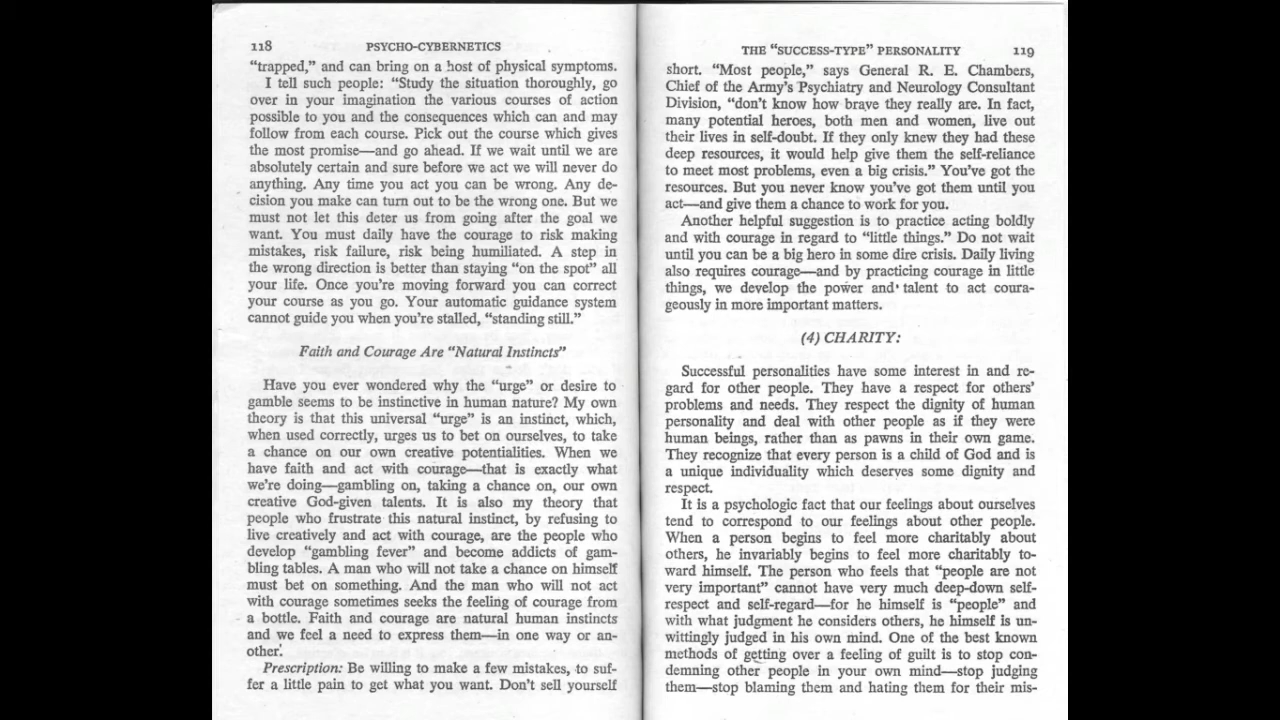 118 PSYCHO-CYBERNETICS
“trapped,” and can bring on a host of physical symptoms.
I tell such people: “Study the situation thoroughly, go
over in your imagination the various courses of action
possible to you and the consequences which can and may
follow from each course. Pick out the course which gives
the most promise—and go ahead. If we wait until we are
absolutely certain and sure before we act we will never do
anything. Any time you act you can be wrong. Any de-
cision you make can turn out to be the wrong one. But we
must not let this deter us from going after the goal we
want. You must daily have the courage to risk making
mistakes, risk failure, risk being humiliated. A step in
the wrong direction is better than staying “on the spot” all
your life. Once you’re moving forward you can correct
your course as you go. Your automatic guidance system
cannot guide you when you’re stalled, “standing still.”
Faith and Courage Are “Natural Instincts”
Have you ever wondered why the “urge” or desire to
gamble seems to be instinctive in human nature? My own
theory is that this universal “urge” is an instinct, which,
when used correctly, urges us to bet on ourselves, to take
a chance on our own creative potentialities. When we
have faith and act with courage—that is exactly what
we’re doing—gambling on, taking a chance on, our own
creative God-given talents. It is also my theory that
people who frustrate this natural instinct, by refusing to
live creatively and act with courage, are the people who
develop “gambling fever” and become addicts of gam-
bling tables. A man who will not take a chance on himself
must bet on something. And the man who will not act
with courage sometimes seeks the feeling of courage from
a bottle. Faith and courage are natural human instincts
and we feel a need to express them—in one way or an-
other.
Prescription: Be willing to make a few mistakes, to suf-
fer a little pain to get what you want. Don’t sell yourself
THE “SUCCESS-TYPE” PERSONALITY 119
short. “Most people,” says General R. E. Chambers,
Chief of the Army’s Psychiatry and Neurology Consultant
Division, “don’t know how brave they really are. In fact,
many potential heroes, both men and women, live out
their lives in self-doubt. If they only knew they had these
deep resources, it would help give them the self-reliance
to meet most problems, even a big crisis.” You’ve got the
resources. But you never know you’ve got them until you
act—and give them a chance to work for you.
Another helpful suggestion is to practice acting boldly
and with courage in regard to “little things.” Do not wait
until you can be a big hero in some dire crisis. Daily living
also requires courage—and by practicing courage in little
things, we develop the power and talent to act coura-
geously in more important matters.
(4) CHARITY:
Successful personalities have some interest in and re-
gard for other people. They have a respect for others’
problems and needs. They respect the dignity of human
personality and deal with other people as if they were
human beings, rather than as pawns in their own game.
They recognize that every person is a child of God and is
a unique individuality which deserves some dignity and
respect.
It is a psychologic fact that our feelings about ourselves
tend to correspond to our feelings about other people.
When a person begins to feel more charitably about
others, he invariably begins to feel more charitably to-
ward himself. The person who feels that “people are not
very important” cannot have very much deep-down self-
respect and self-regard—for he himself is “people” and
with what judgment he considers others, he himself is un-
wittingly judged in his own mind. One of the best known
methods of getting over a feeling of guilt is to stop con-
demning other people in your own mind—stop judging
them—stop blaming them and hating them for their mis-